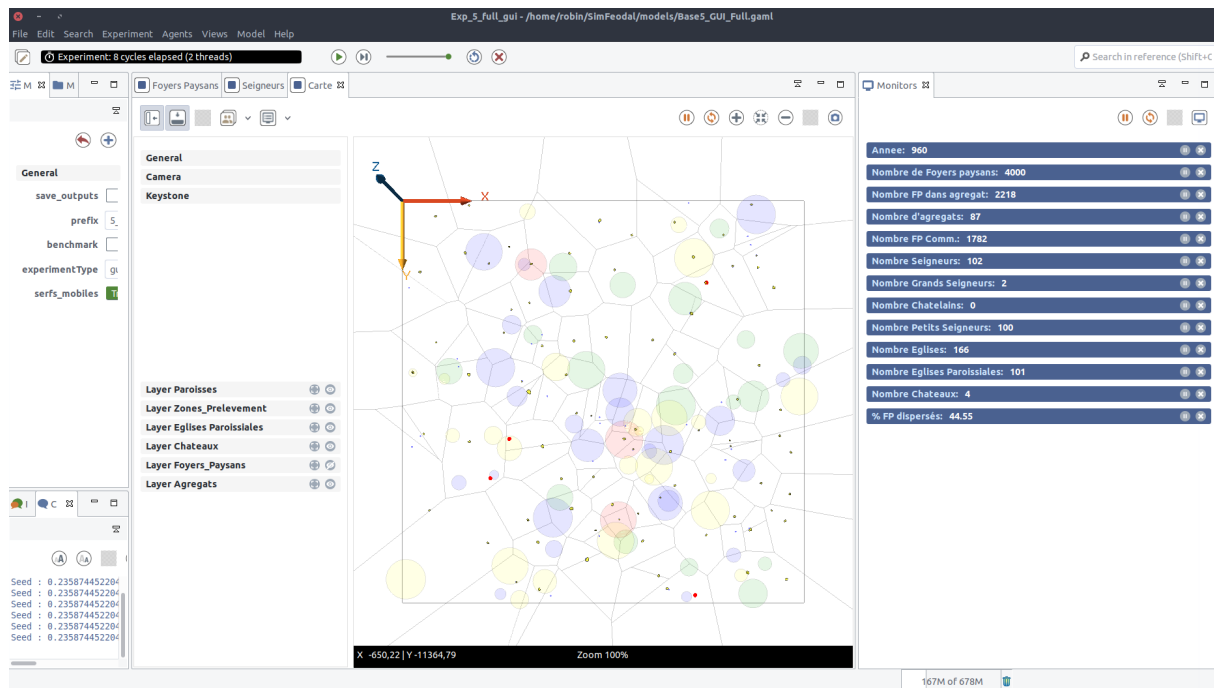 Exp_5_full_gui - /home/robin/SimFeodal/models/Base5_GUI_Full.gaml
File Edit Search Experiment Agents Views Model Help
Experiment: 8 cycles elapsed (2 threads)
Search in reference (Shift+C
M M
General
save_outputs
prefix S_
benchmark
experimentType gu
serfs_mobiles
Foyers Paysans Seigneurs Carte
General
Camera
Keystone
Layer Paroisses
Layer Zones_Prelevement
Layer Eglises Paroissiales
Layer Chateaux
Layer Foyers_Paysans
Layer Agregats
Z
X
Y
X -650,22 | Y -11364,79 Zoom 100%
Monitors
Annee: 960
Nombre de Foyers paysans: 4000
Nombre FP dans agregat: 2218
Nombre d'agregats: 87
Nombre FP Comm.: 1782
Nombre Seigneurs: 102
Nombre Grands Seigneurs: 2
Nombre Chatelains: 0
Nombre Petits Seigneurs: 100
Nombre Eglises: 166
Nombre Eglises Paroissiales: 101
Nombre Chateaux: 4
% FP dispersés: 44.55
I C
Seed : 0.235874452204
Seed : 0.235874452204
Seed : 0.235874452204
Seed : 0.235874452204
Seed : 0.235874452204
Seed : 0.235874452204
167M of 678M